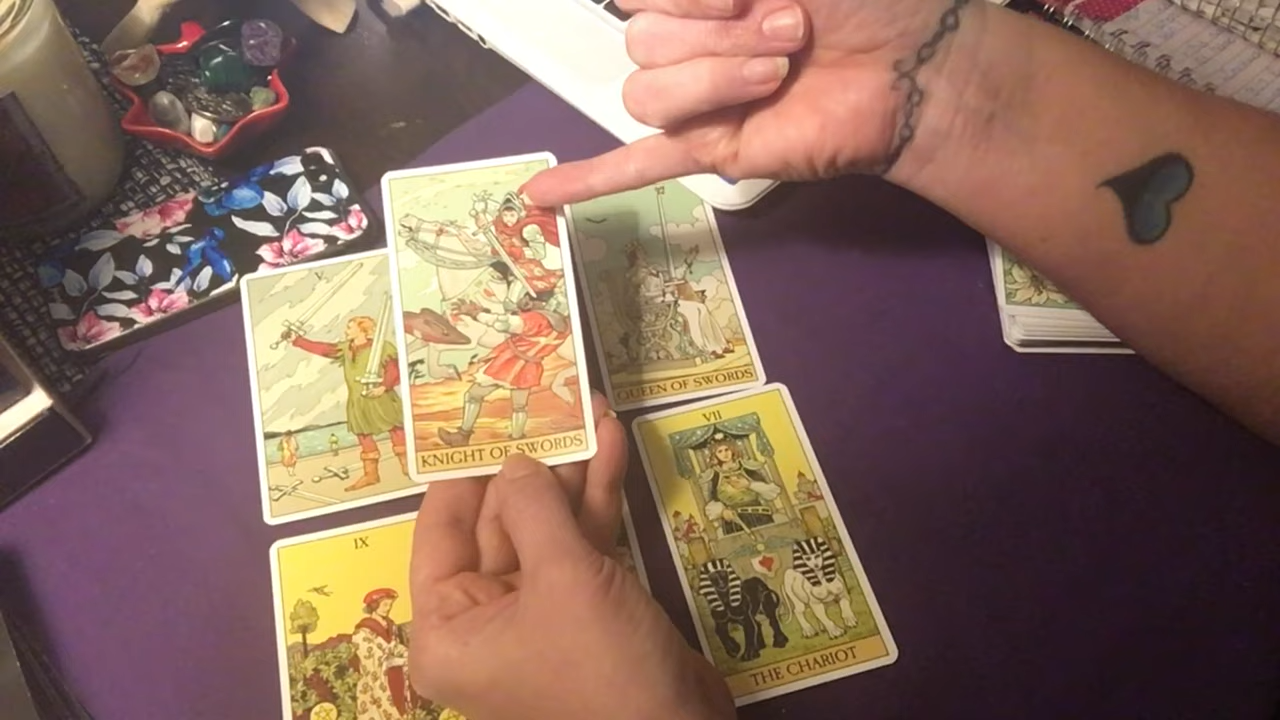 KNIGHT OF SWORDS
QUEEN OF SWORDS
VII
THE CHARIOT
IX